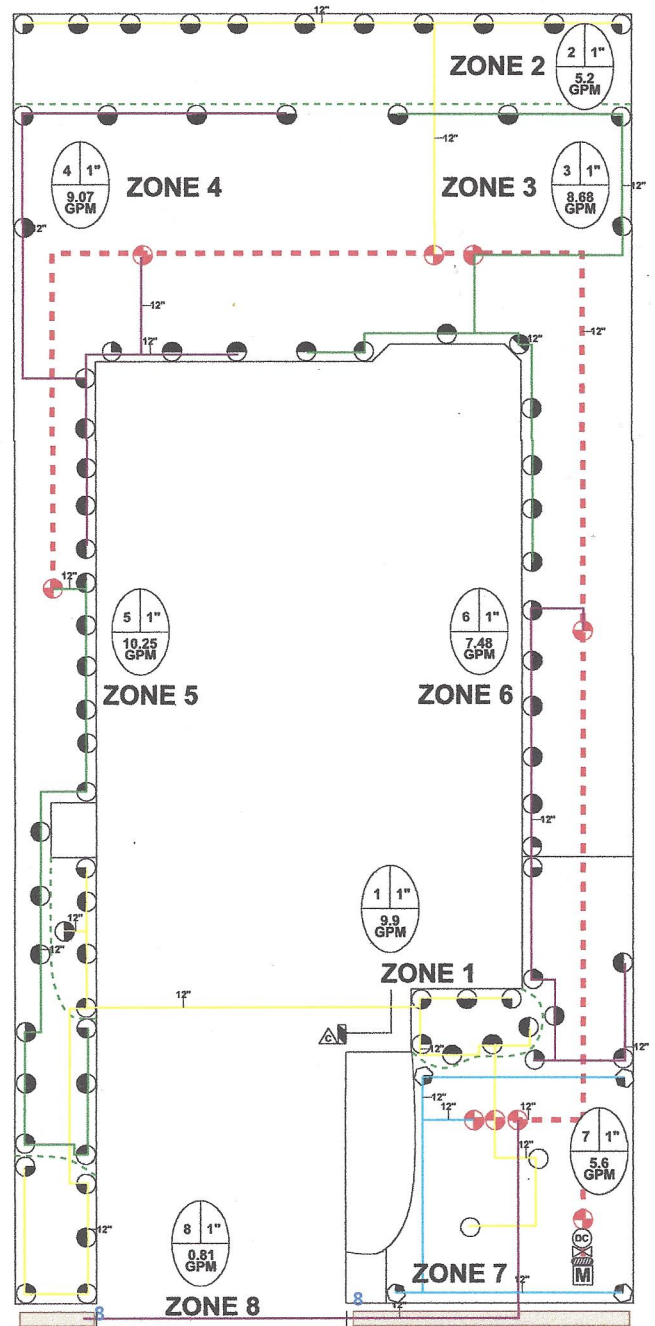 12"
ZONE 2
2 1"
5.2
GPM
12"
4 1"
9.07
GPM
ZONE 4
ZONE 3
3 1"
8.68
GPM
12"
12"
12"
12"
12"
12"
12"
5 1"
10.25
GPM
6 1"
7.48
GPM
ZONE 5
ZONE 6
12"
1 1"
9.9
GPM
12"
12"
ZONE 1
12"
C
12"
12"
12"
12"
12"
12"
7 1"
5.6
GPM
12"
8 1"
0.81
GPM
DC
M
ZONE 7
12"
8
ZONE 8
8
12"